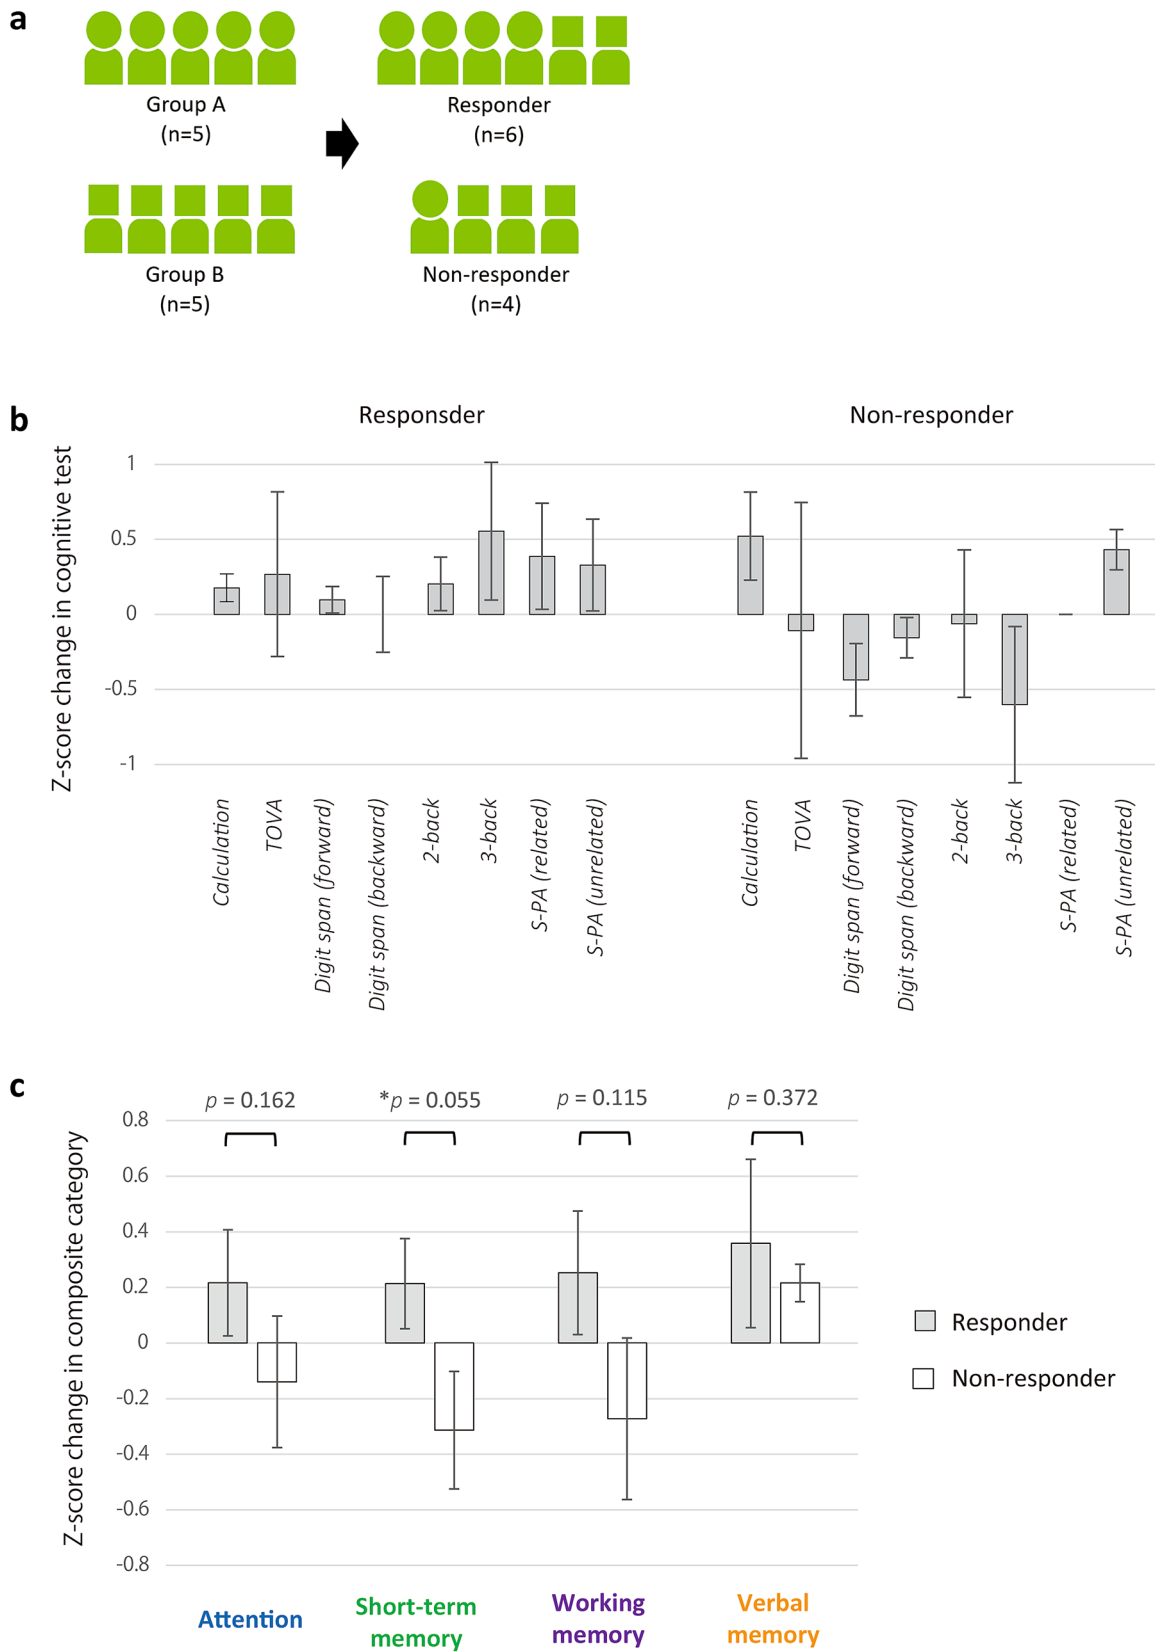 a
Group A
(n=5)
Responder
(n=6)
Group B
(n=5)
Non-responder
(n=4)
b
Responsder
Non-responder
Z-score change in cognitive test
1
0.5
0
-0.5
-1
Calculation
TOVA
Digit span (forward)
Digit span (backward)
2-back
3-back
S-PA (related)
S-PA (unrelated)
Calculation
TOVA
Digit span (forward)
Digit span (backward)
2-back
3-back
S-PA (related)
S-PA (unrelated)
c
Z-score change in composite category
p = 0.162
*p = 0.055
p = 0.115
p = 0.372
0.8
0.6
0.4
0.2
0
-0.2
-0.4
-0.6
-0.8
Responder
Non-responder
Attention
Short-term
memory
Working
memory
Verbal
memory